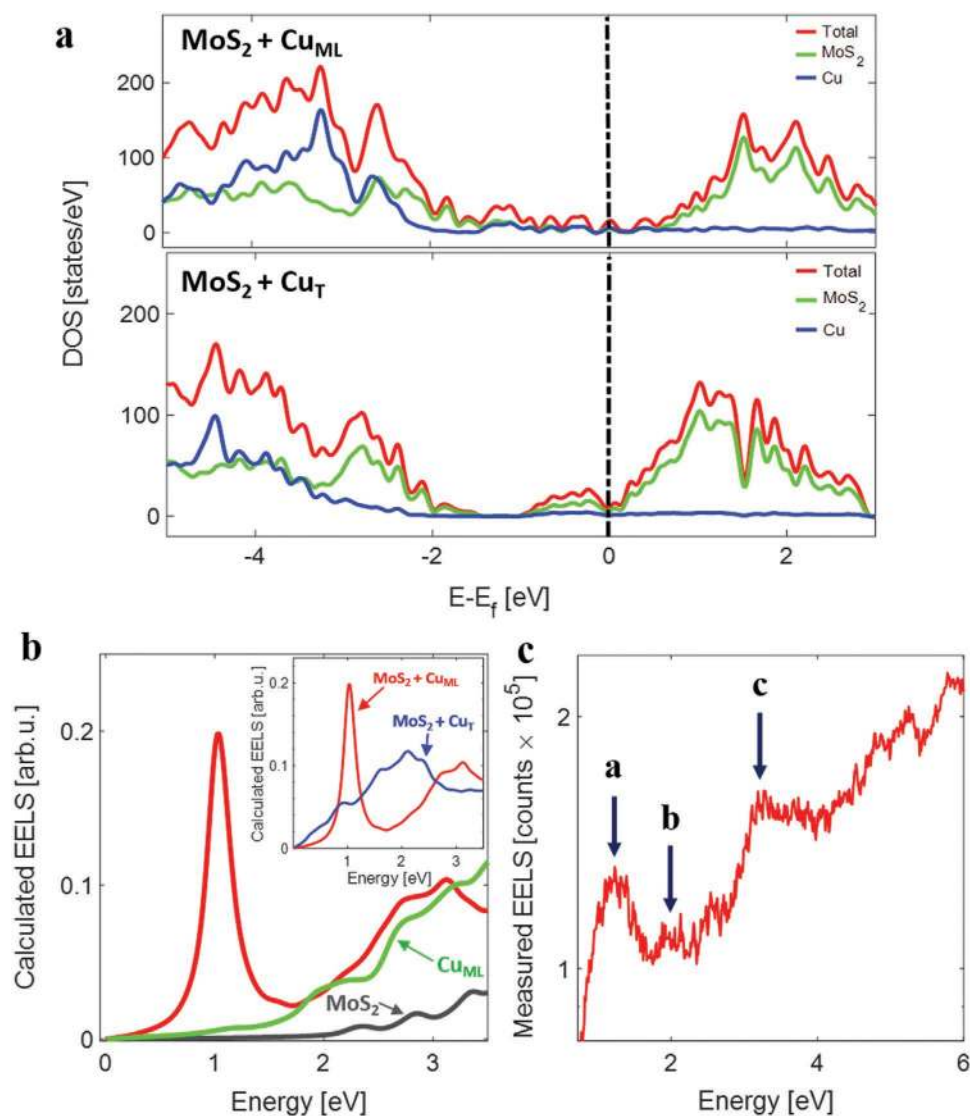 a
MoS2 + CuML
Total
MoS2
Cu
200
100
0
MoS2 + CuT
Total
MoS2
Cu
200
100
0
DOS [states/eV]
-4 -2 0 2
E-Ef [eV]
b
0.2
0.1
0
Calculated EELS [arb.u.]
0.2
0.1
0
Calculated EELS [arb.u.]
MoS2 + CuML
MoS2 + CuT
0 1 2 3
Energy [eV]
CuML
MoS2
0 1 2 3
Energy [eV]
c
Measured EELS [counts × 10^5]
2
1
a
b
c
2 4 6
Energy [eV]